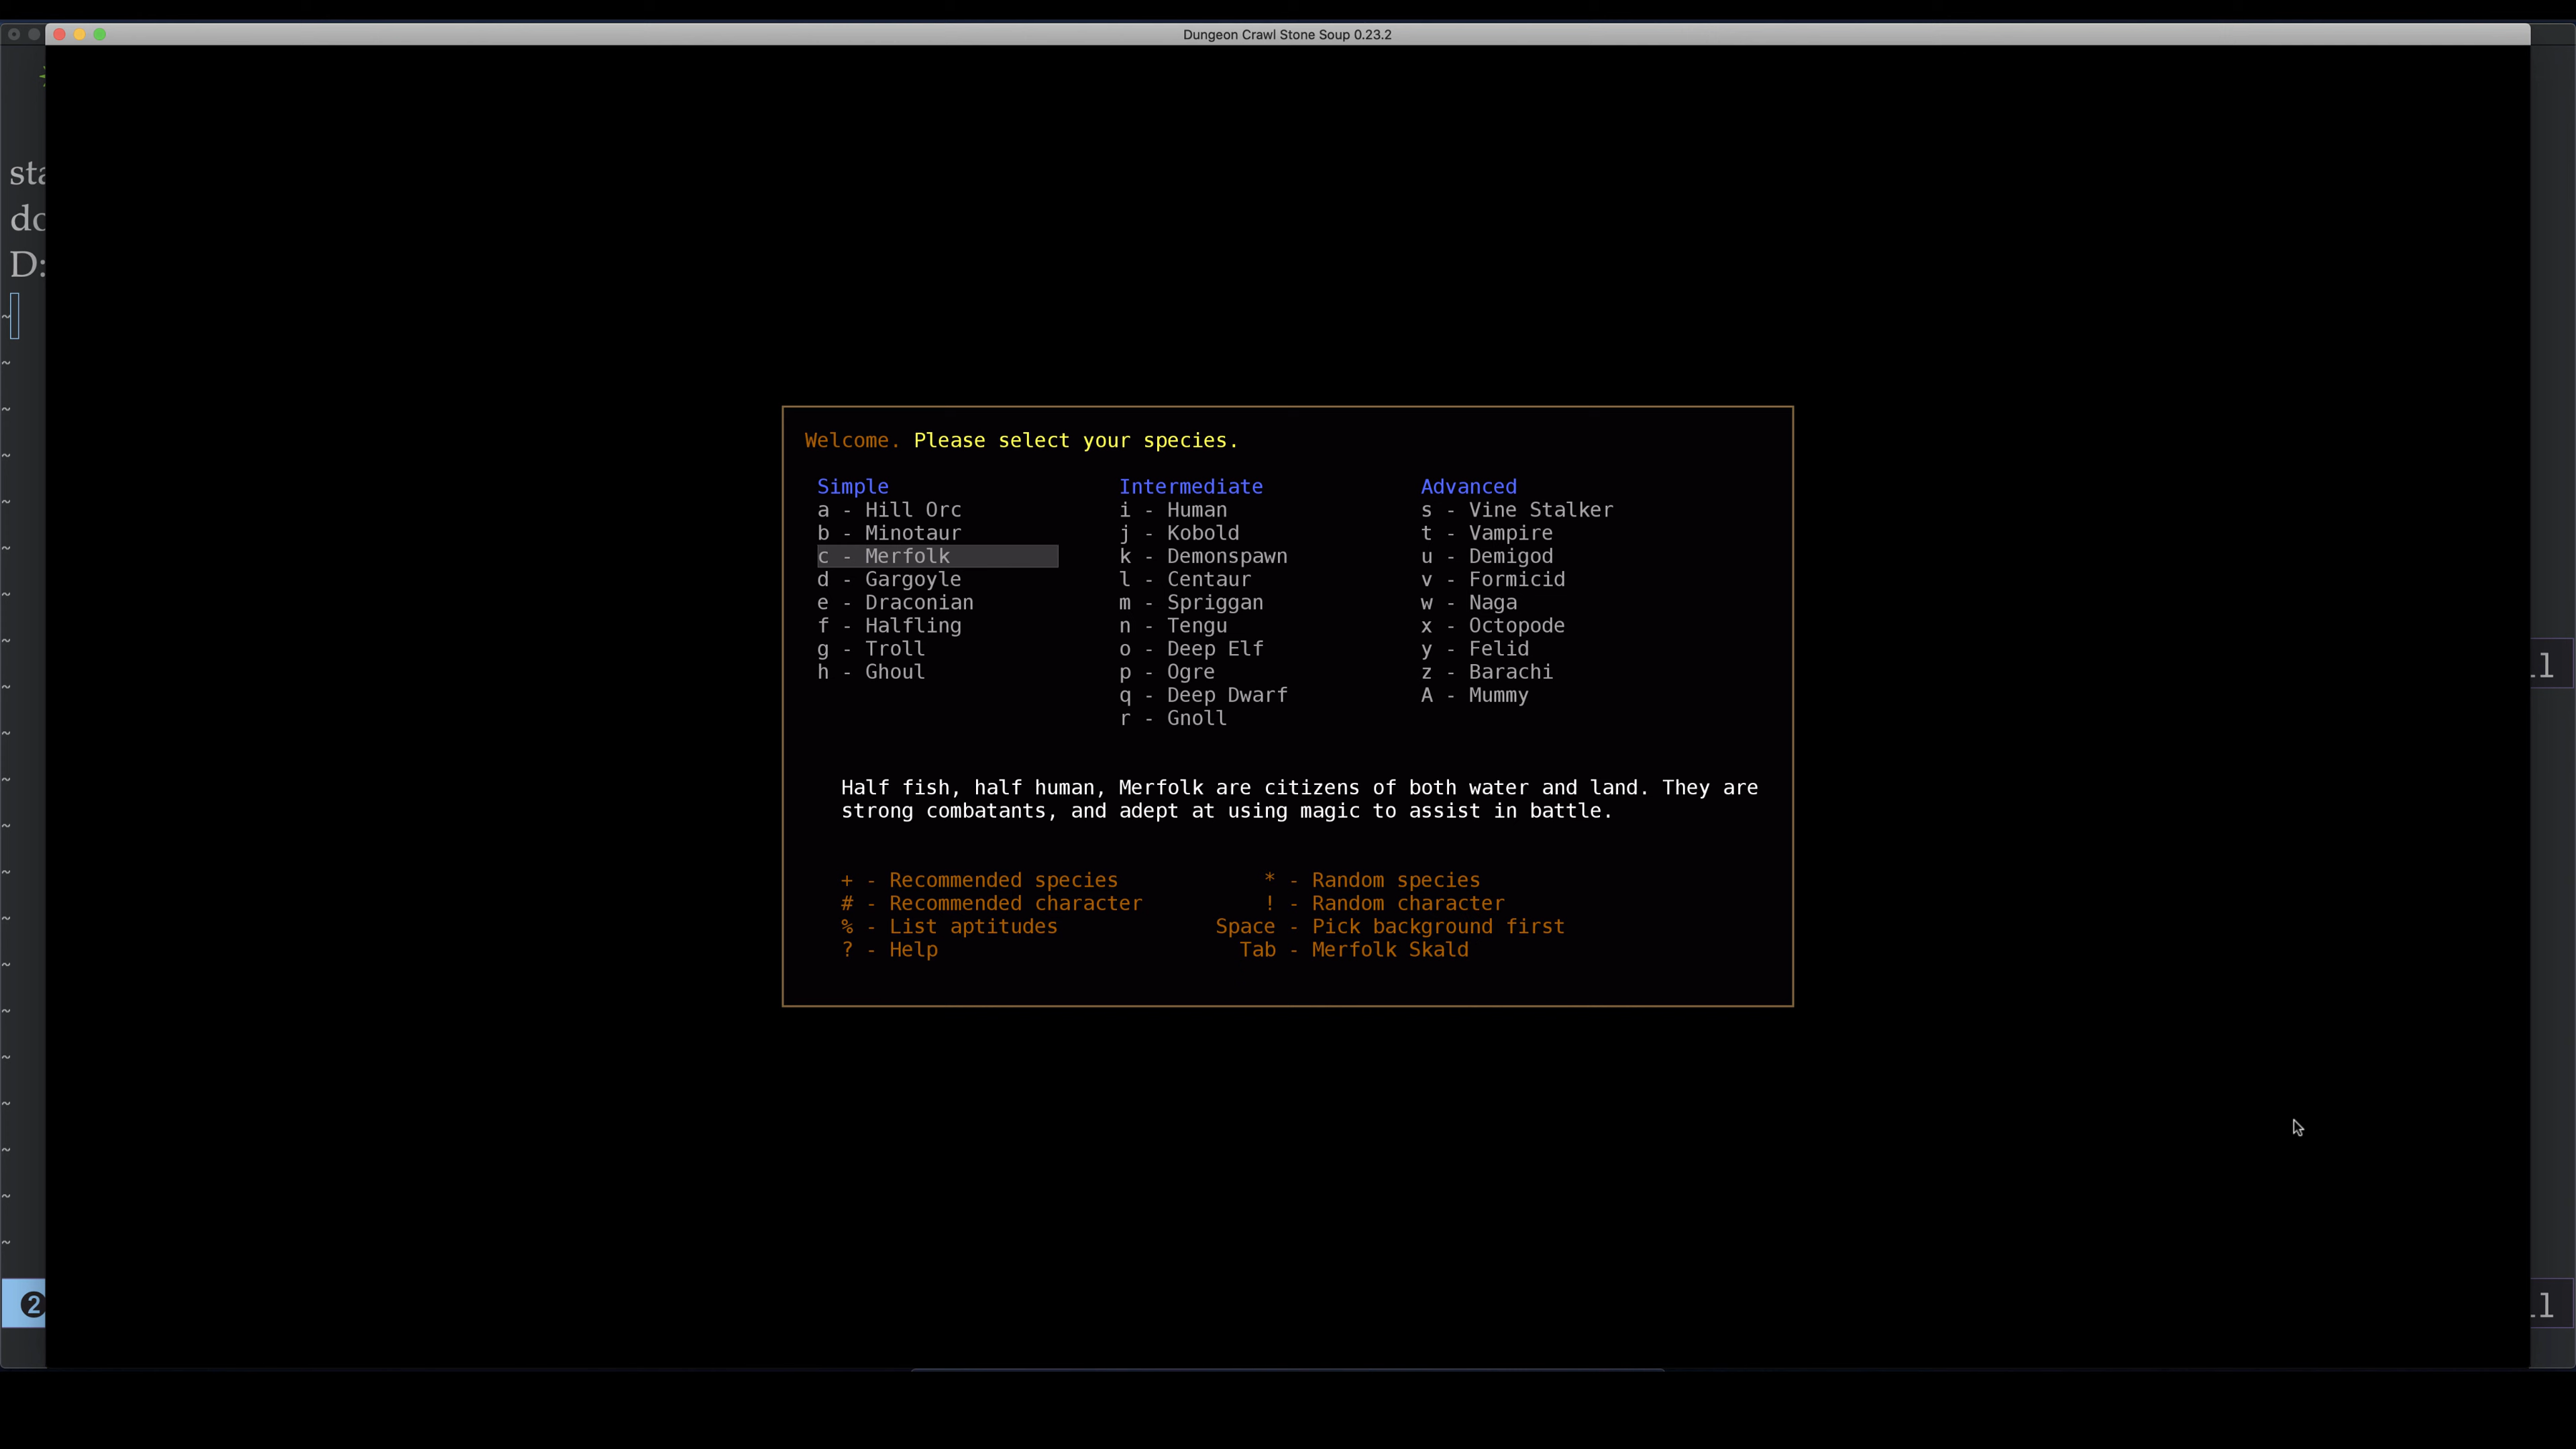 Dungeon Crawl Stone Soup 0.23.2
Welcome. Please select your species.
Simple
a - Hill Orc
b - Minotaur
c - Merfolk
d - Gargoyle
e - Draconian
f - Halfling
g - Troll
h - Ghoul
Intermediate
i - Human
j - Kobold
k - Demonspawn
l - Centaur
m - Spriggan
n - Tengu
o - Deep Elf
p - Ogre
q - Deep Dwarf
r - Gnoll
Advanced
s - Vine Stalker
t - Vampire
u - Demigod
v - Formicid
w - Naga
x - Octopode
y - Felid
z - Barachi
A - Mummy
Half fish, half human, Merfolk are citizens of both water and land. They are
strong combatants, and adept at using magic to assist in battle.
+ - Recommended species
# - Recommended character
% - List aptitudes
? - Help
* - Random species
! - Random character
Space - Pick background first
Tab - Merfolk Skald
D:
2